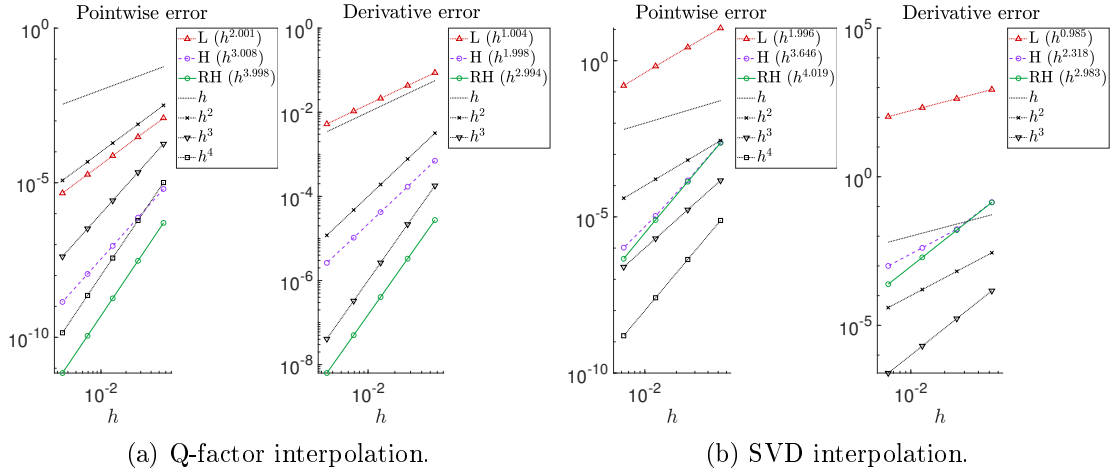 Pointwise error
10^0
10^-5
10^-10
10^-2
h
L (h^2.001)
H (h^3.008)
RH (h^3.998)
h
h^2
h^3
h^4
Derivative error
10^0
10^-2
10^-4
10^-6
10^-8
10^-2
h
L (h^1.004)
H (h^1.998)
RH (h^2.994)
h
h^2
h^3
(a) Q-factor interpolation.
Pointwise error
10^0
10^-5
10^-10
10^-2
h
L (h^1.996)
H (h^3.646)
RH (h^4.019)
h
h^2
h^3
h^4
Derivative error
10^5
10^0
10^-5
10^-2
h
L (h^0.985)
H (h^2.318)
RH (h^2.983)
h
h^2
h^3
(b) SVD interpolation.